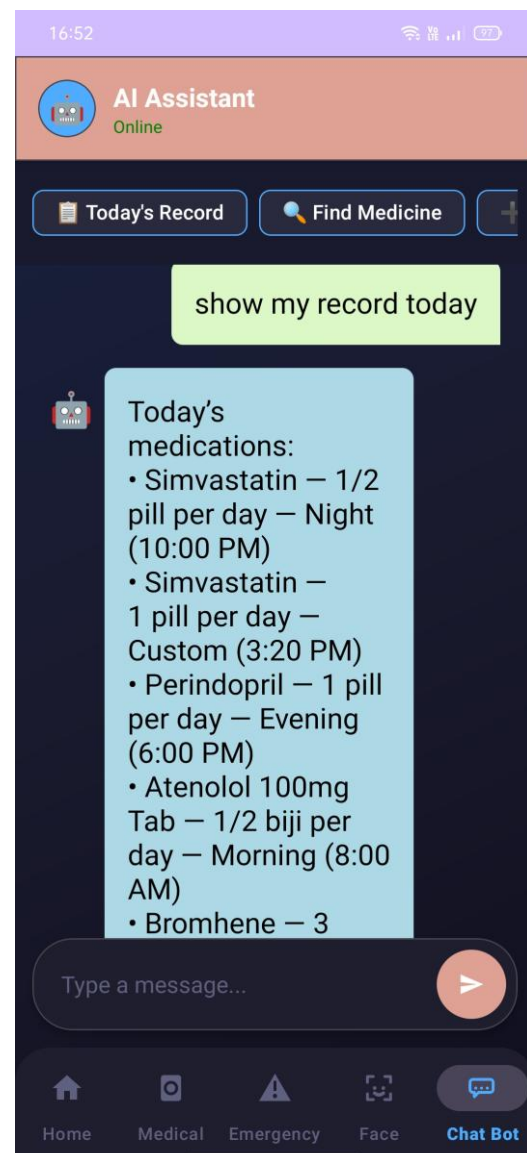 16:52
97
AI Assistant
Online
Today's Record
Find Medicine
show my record today
Today’s
medications:
• Simvastatin — 1/2
pill per day — Night
(10:00 PM)
• Simvastatin —
1 pill per day —
Custom (3:20 PM)
• Perindopril — 1 pill
per day — Evening
(6:00 PM)
• Atenolol 100mg
Tab — 1/2 biji per
day — Morning (8:00
AM)
• Bromhene — 3
Type a message...
Home Medical Emergency Face Chat Bot